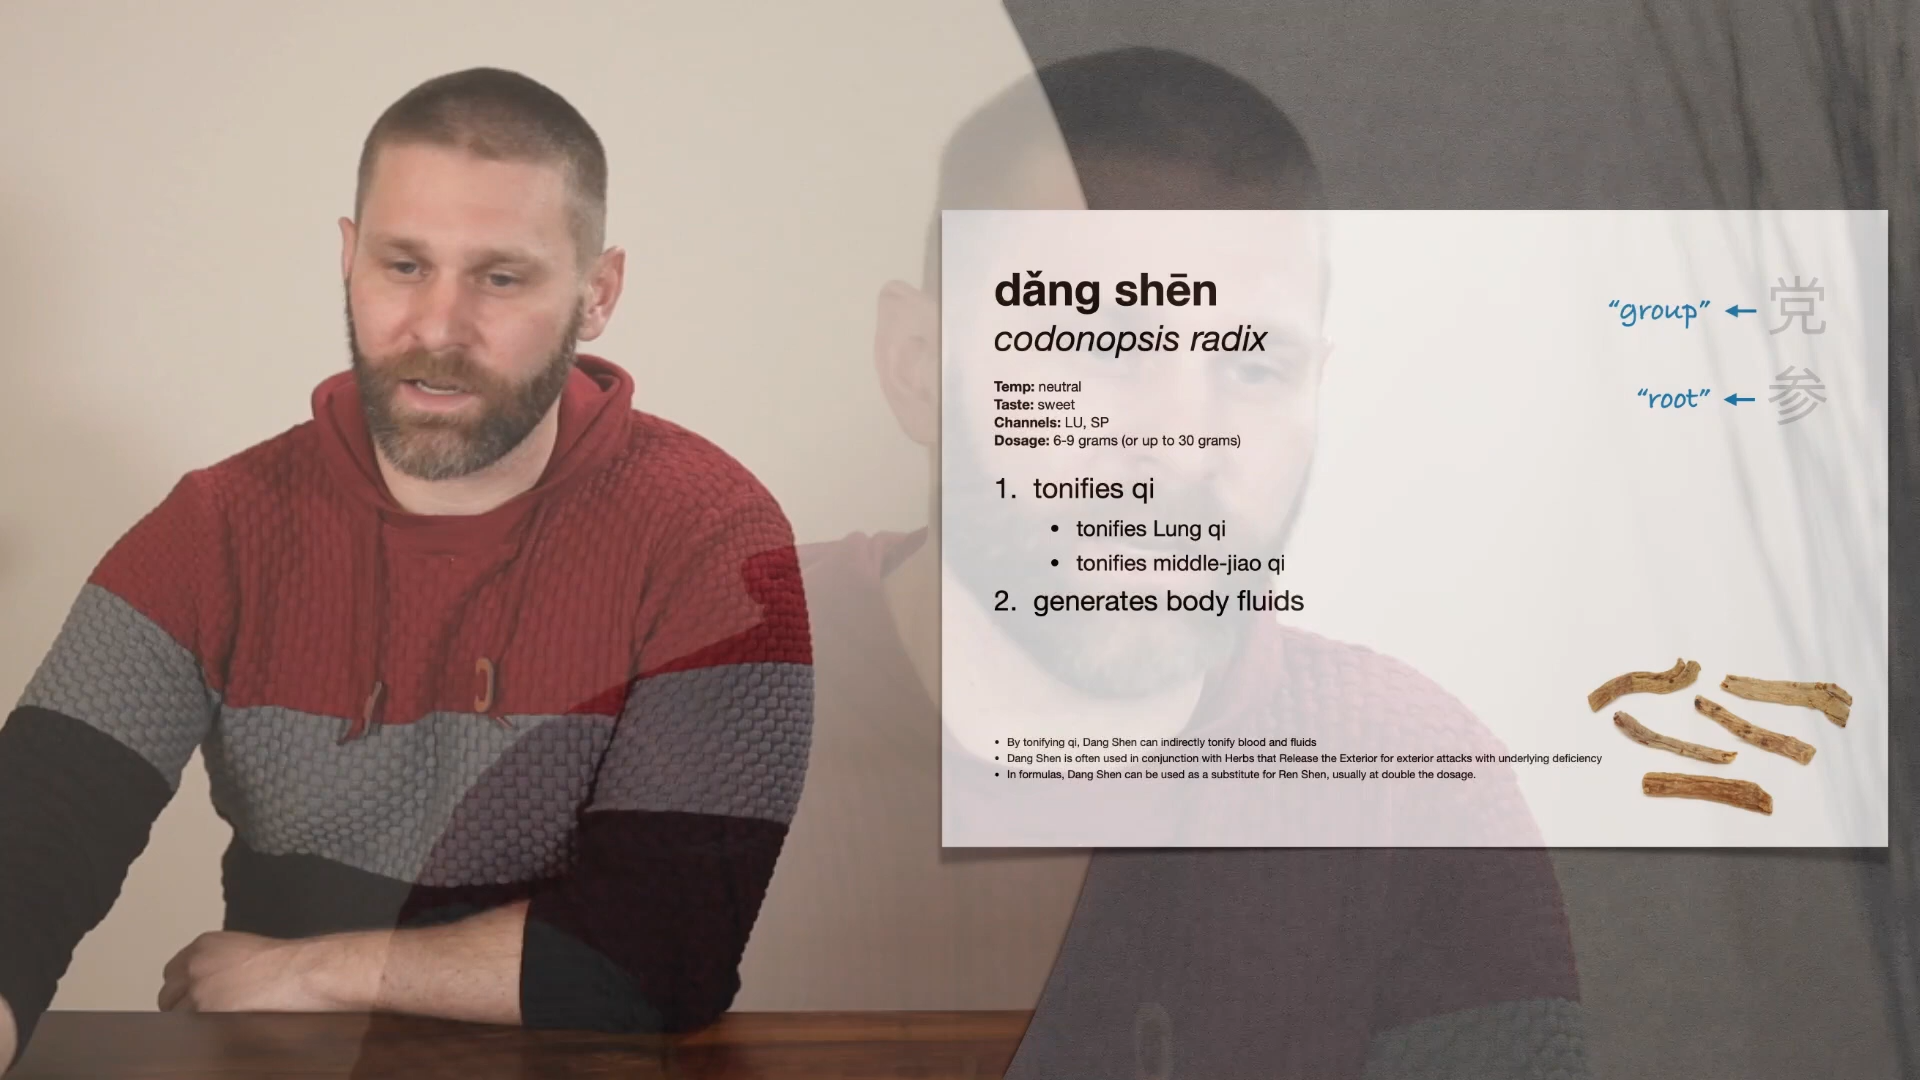 dǎng shēn
codonopsis radix
Temp: neutral
Taste: sweet
Channels: LU, SP
Dosage: 6-9 grams (or up to 30 grams)
1. tonifies qi
• tonifies Lung qi
• tonifies middle-jiao qi
2. generates body fluids
• By tonifying qi, Dang Shen can indirectly tonify blood and fluids
• Dang Shen is often used in conjunction with Herbs that Release the Exterior for exterior attacks with underlying deficiency
• In formulas, Dang Shen can be used as a substitute for Ren Shen, usually at double the dosage.
“group” ← 党
“root” ← 参